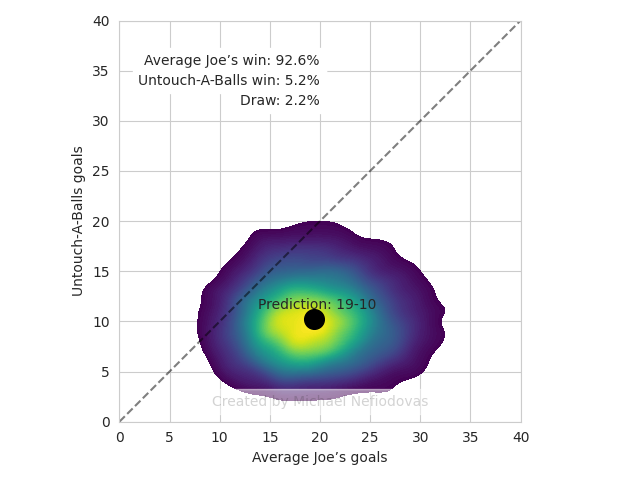 40
35
30
25
20
15
10
5
0
Untouch-A-Balls goals
Average Joe’s win: 92.6%
Untouch-A-Balls win: 5.2%
Draw: 2.2%
Prediction: 19-10
Created by Michael Nefiodovas
0 5 10 15 20 25 30 35 40
Average Joe’s goals